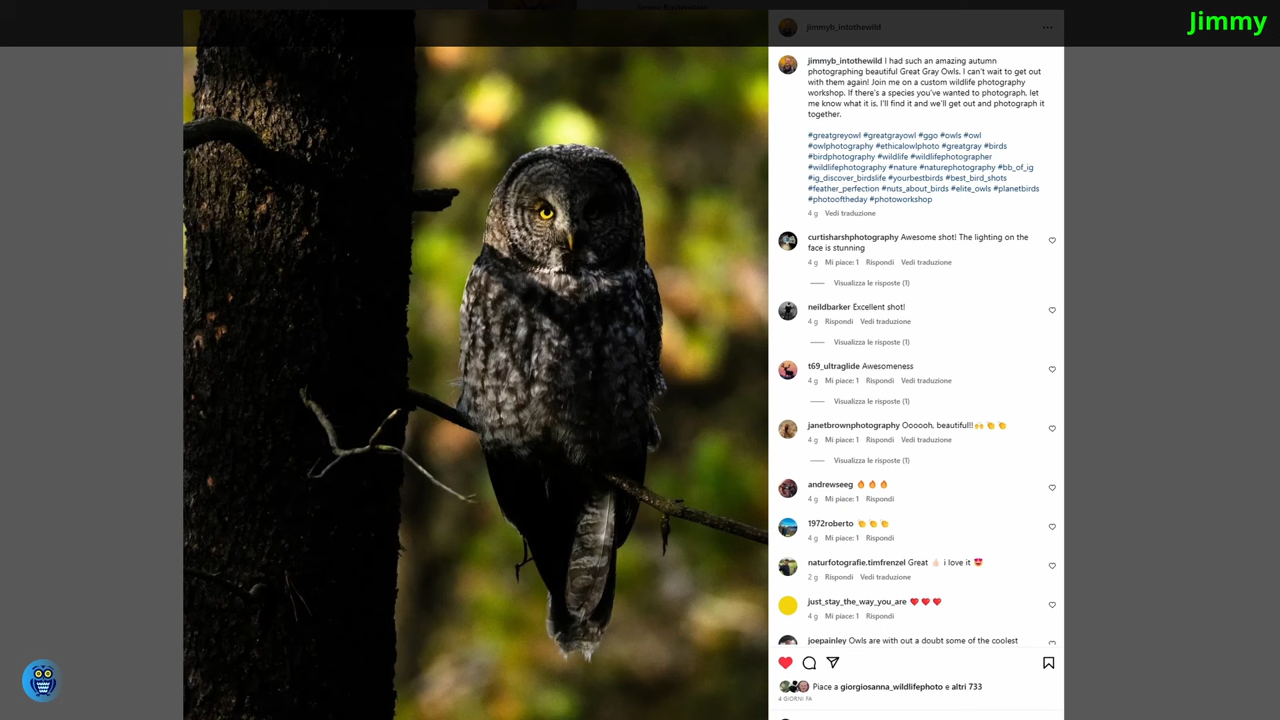 Jimmy
jimmyb_intothewild
jimmyb_intothewild I had such an amazing autumn
photographing beautiful Great Gray Owls. I can't wait to get out
with them again! Join me on a custom wildlife photography
workshop. If there's a species you've wanted to photograph, let
me know what it is, I'll find it and we'll get out and photograph it
together.
#greatgreyowl #greatgrayowl #ggo #owls #owl
#owlphotography #ethicalowlphoto #greatgray #birds
#birdphotography #wildlife #wildlifephotographer
#wildlifephotography #nature #naturephotography #bb_of_ig
#ig_discover_birdslife #yourbestbirds #best_bird_shots
#feather_perfection #nuts_about_birds #elite_owls #planetbirds
#photooftheday #photoworkshop
4 g Vedi traduzione
curtisharshphotography Awesome shot! The lighting on the
face is stunning
4 g Mi piace: 1 Rispondi Vedi traduzione
Visualizza le risposte (1)
neildbarker Excellent shot!
4 g Rispondi Vedi traduzione
Visualizza le risposte (1)
t69_ultraglide Awesomeness
4 g Mi piace: 1 Rispondi Vedi traduzione
Visualizza le risposte (1)
janetbrownphotography Oooooh, beautiful!!🙌 👏 👏
4 g Mi piace: 1 Rispondi Vedi traduzione
Visualizza le risposte (1)
andrewseeg 🔥 🔥 🔥
4 g Mi piace: 1 Rispondi
1972roberto 👏 👏 👏
4 g Mi piace: 1 Rispondi
naturfotografie.timfrenzel Great 👍🏻 i love it 😍
2 g Rispondi Vedi traduzione
just_stay_the_way_you_are ❤️ ❤️ ❤️
4 g Mi piace: 1 Rispondi
joepainley Owls are with out a doubt some of the coolest
Piace a giorgiosanna_wildlifephoto e altri 733
4 GIORNI FA